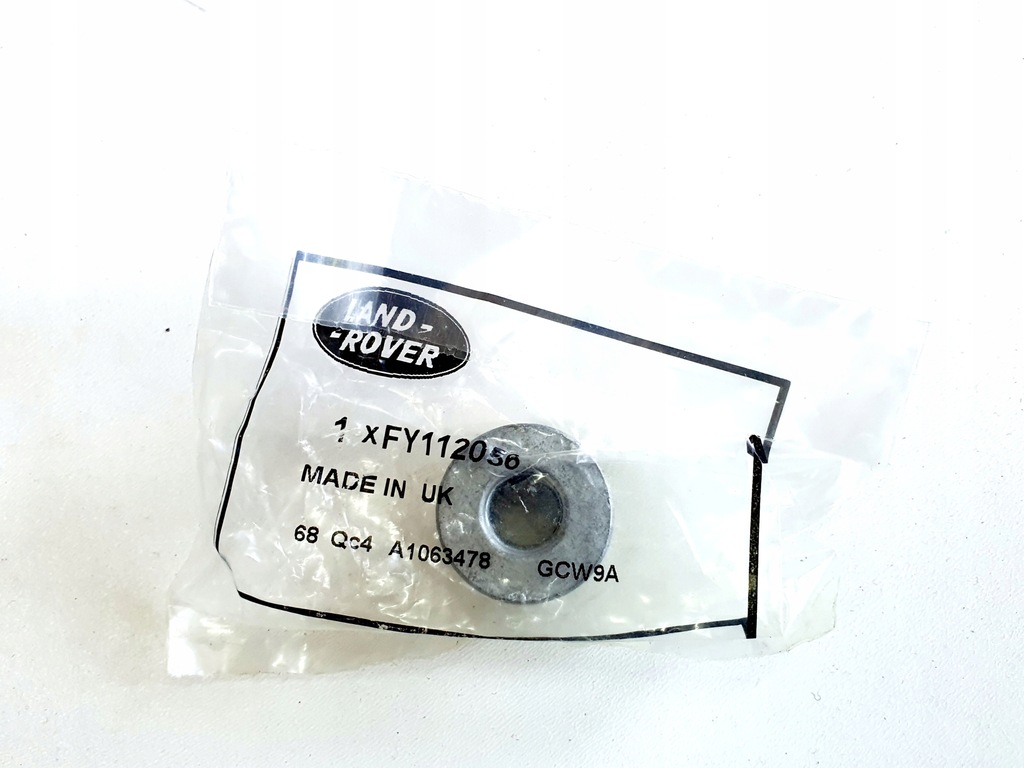 LAND-
-ROVER
1 xFY112056
MADE IN UK
68 Qc4 A1063478 GCW9A